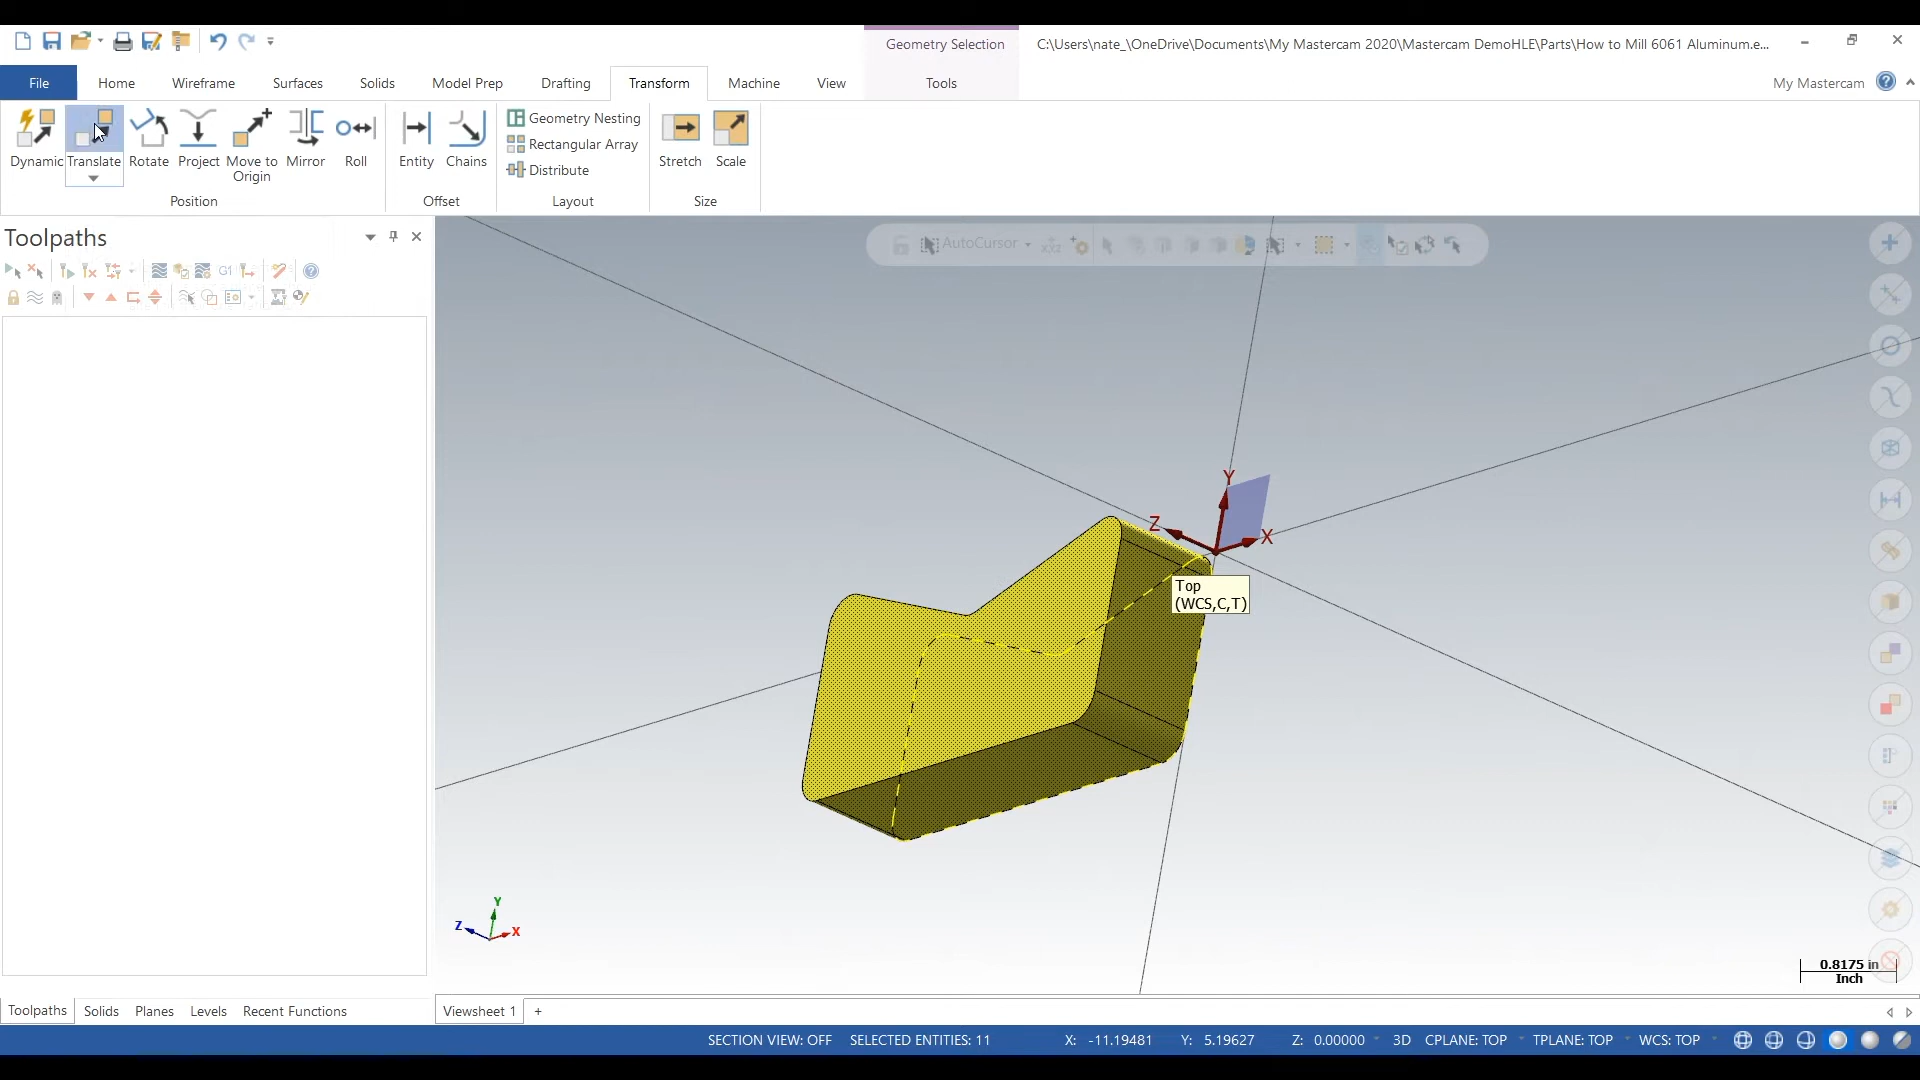 Geometry Selection
C:\Users\nate_\OneDrive\Documents\My Mastercam 2020\Mastercam DemoHLE\Parts\How to Mill 6061 Aluminum.e...
File Home Wireframe Surfaces Solids Model Prep Drafting Transform Machine View Tools
My Mastercam
Dynamic Translate Rotate Project Move to Origin Mirror Roll
Position
Entity Chains
Offset
Geometry Nesting
Rectangular Array
Distribute
Layout
Stretch Scale
Size
Toolpaths
G1
AutoCursor
XYZ
Y
Z
X
Top
(WCS,C,T)
Y
Z
X
0.8175 in
Inch
Toolpaths Solids Planes Levels Recent Functions
Viewsheet 1 +
SECTION VIEW: OFF SELECTED ENTITIES: 11 X: -11.19481 Y: 5.19627 Z: 0.00000 3D CPLANE: TOP TPLANE: TOP WCS: TOP